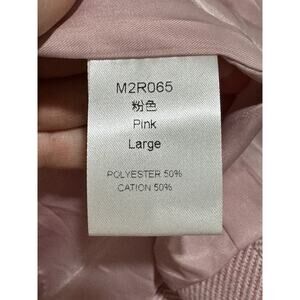 M2R065
粉色
Pink
Large
POLYESTER 50%
CATION 50%